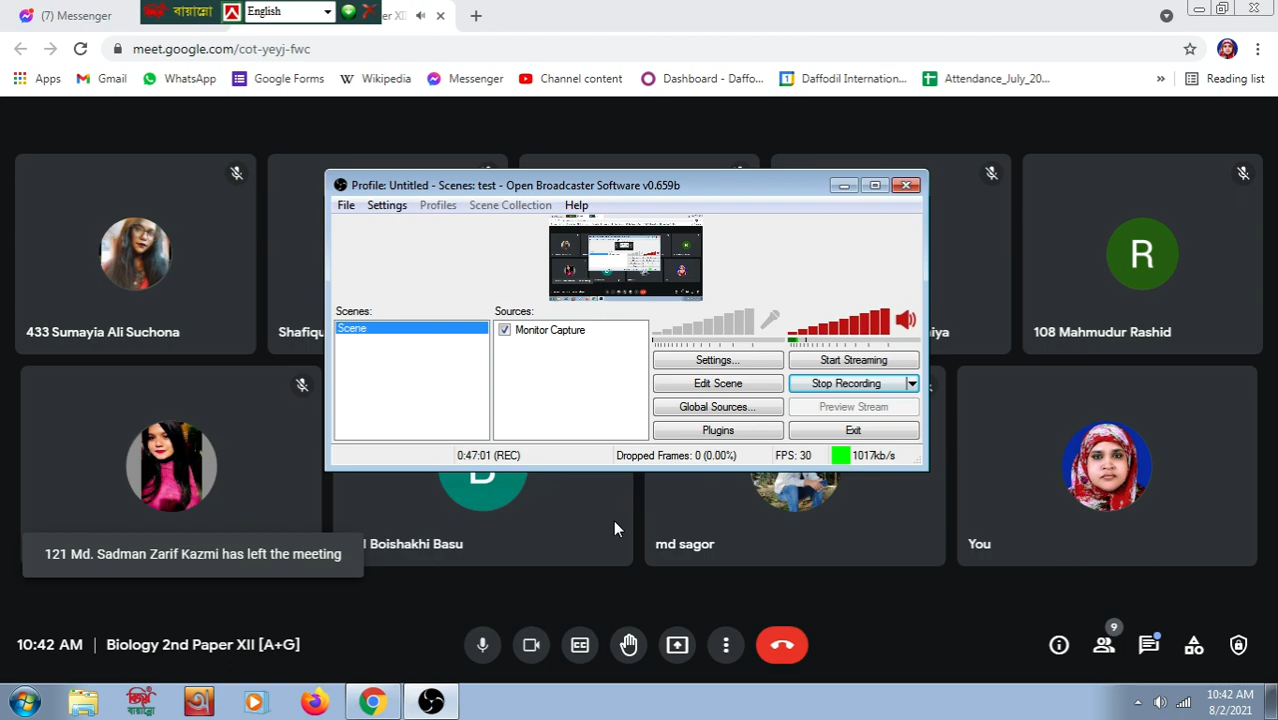 (7) Messenger
বায়ান্নো
English
er XII
meet.google.com/cot-yeyj-fwc
Apps
Gmail
WhatsApp
Google Forms
Wikipedia
Messenger
Channel content
Dashboard - Daffo...
Daffodil Internation...
Attendance_July_20...
»
Reading list
433 Sumayia Ali Suchona
Shafiqu
iya
108 Mahmudur Rashid
R
Profile: Untitled - Scenes: test - Open Broadcaster Software v0.659b
File
Settings
Profiles
Scene Collection
Help
Scenes:
Sources:
Scene
Monitor Capture
Settings...
Start Streaming
Edit Scene
Stop Recording
Global Sources...
Preview Stream
Plugins
Exit
0:47:01 (REC)
Dropped Frames: 0 (0.00%)
FPS: 30
1017kb/s
Boishakhi Basu
md sagor
You
121 Md. Sadman Zarif Kazmi has left the meeting
10:42 AM | Biology 2nd Paper XII [A+G]
9
বায়ান্নো
10:42 AM
8/2/2021